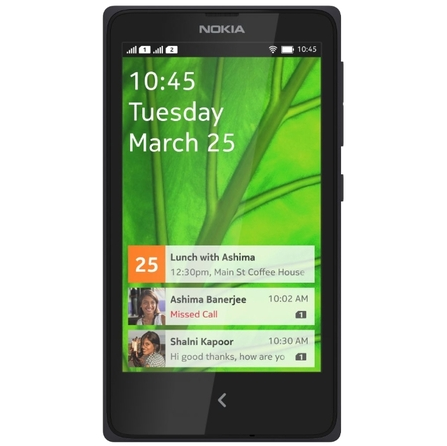 NOKIA
1 2 10:45
10:45
Tuesday
March 25
25
Lunch with Ashima
12:30pm, Main St Coffee House
Ashima Banerjee 10:02 AM
Missed Call 1
Shalni Kapoor 10:30 AM
Hi good thanks, how are yo 1